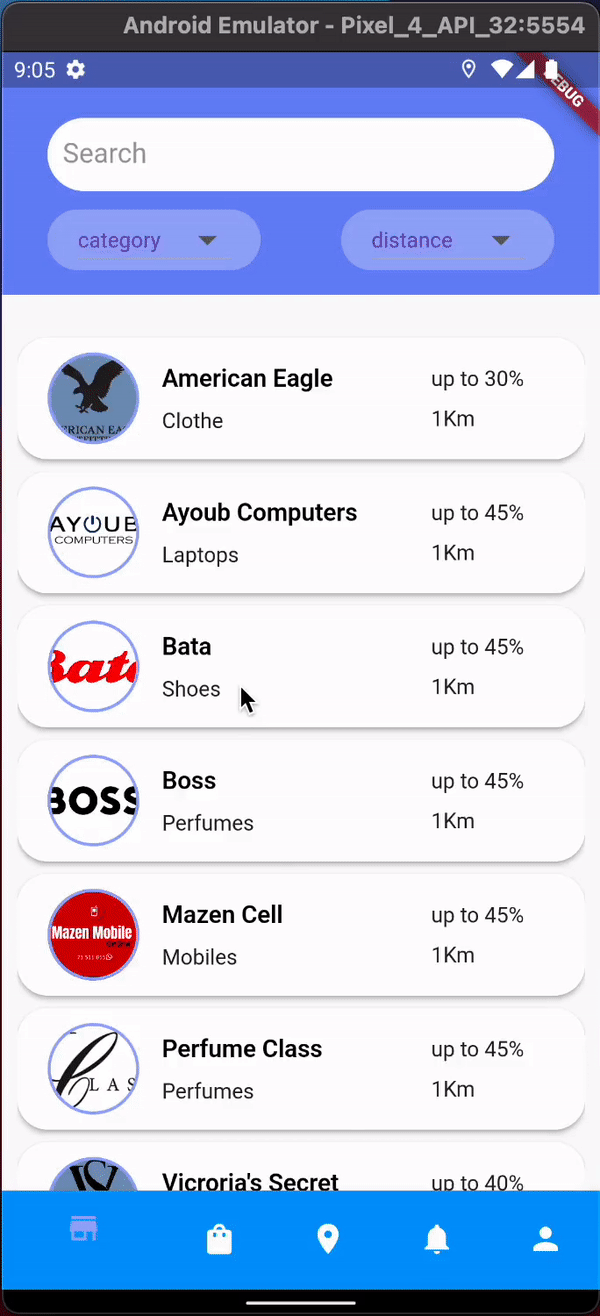 Android Emulator - Pixel_4_API_32:5554
9:05
DEBUG
Search
category
distance
American Eagle
up to 30%
Clothe
1Km
AYOUB
COMPUTERS
Ayoub Computers
up to 45%
Laptops
1Km
Bata
Bata
up to 45%
Shoes
1Km
BOSS
Boss
up to 45%
Perfumes
1Km
Mazen Mobile
Mazen Cell
up to 45%
Mobiles
1Km
LAS
Perfume Class
up to 45%
Perfumes
1Km
Vicroria's Secret
up to 40%